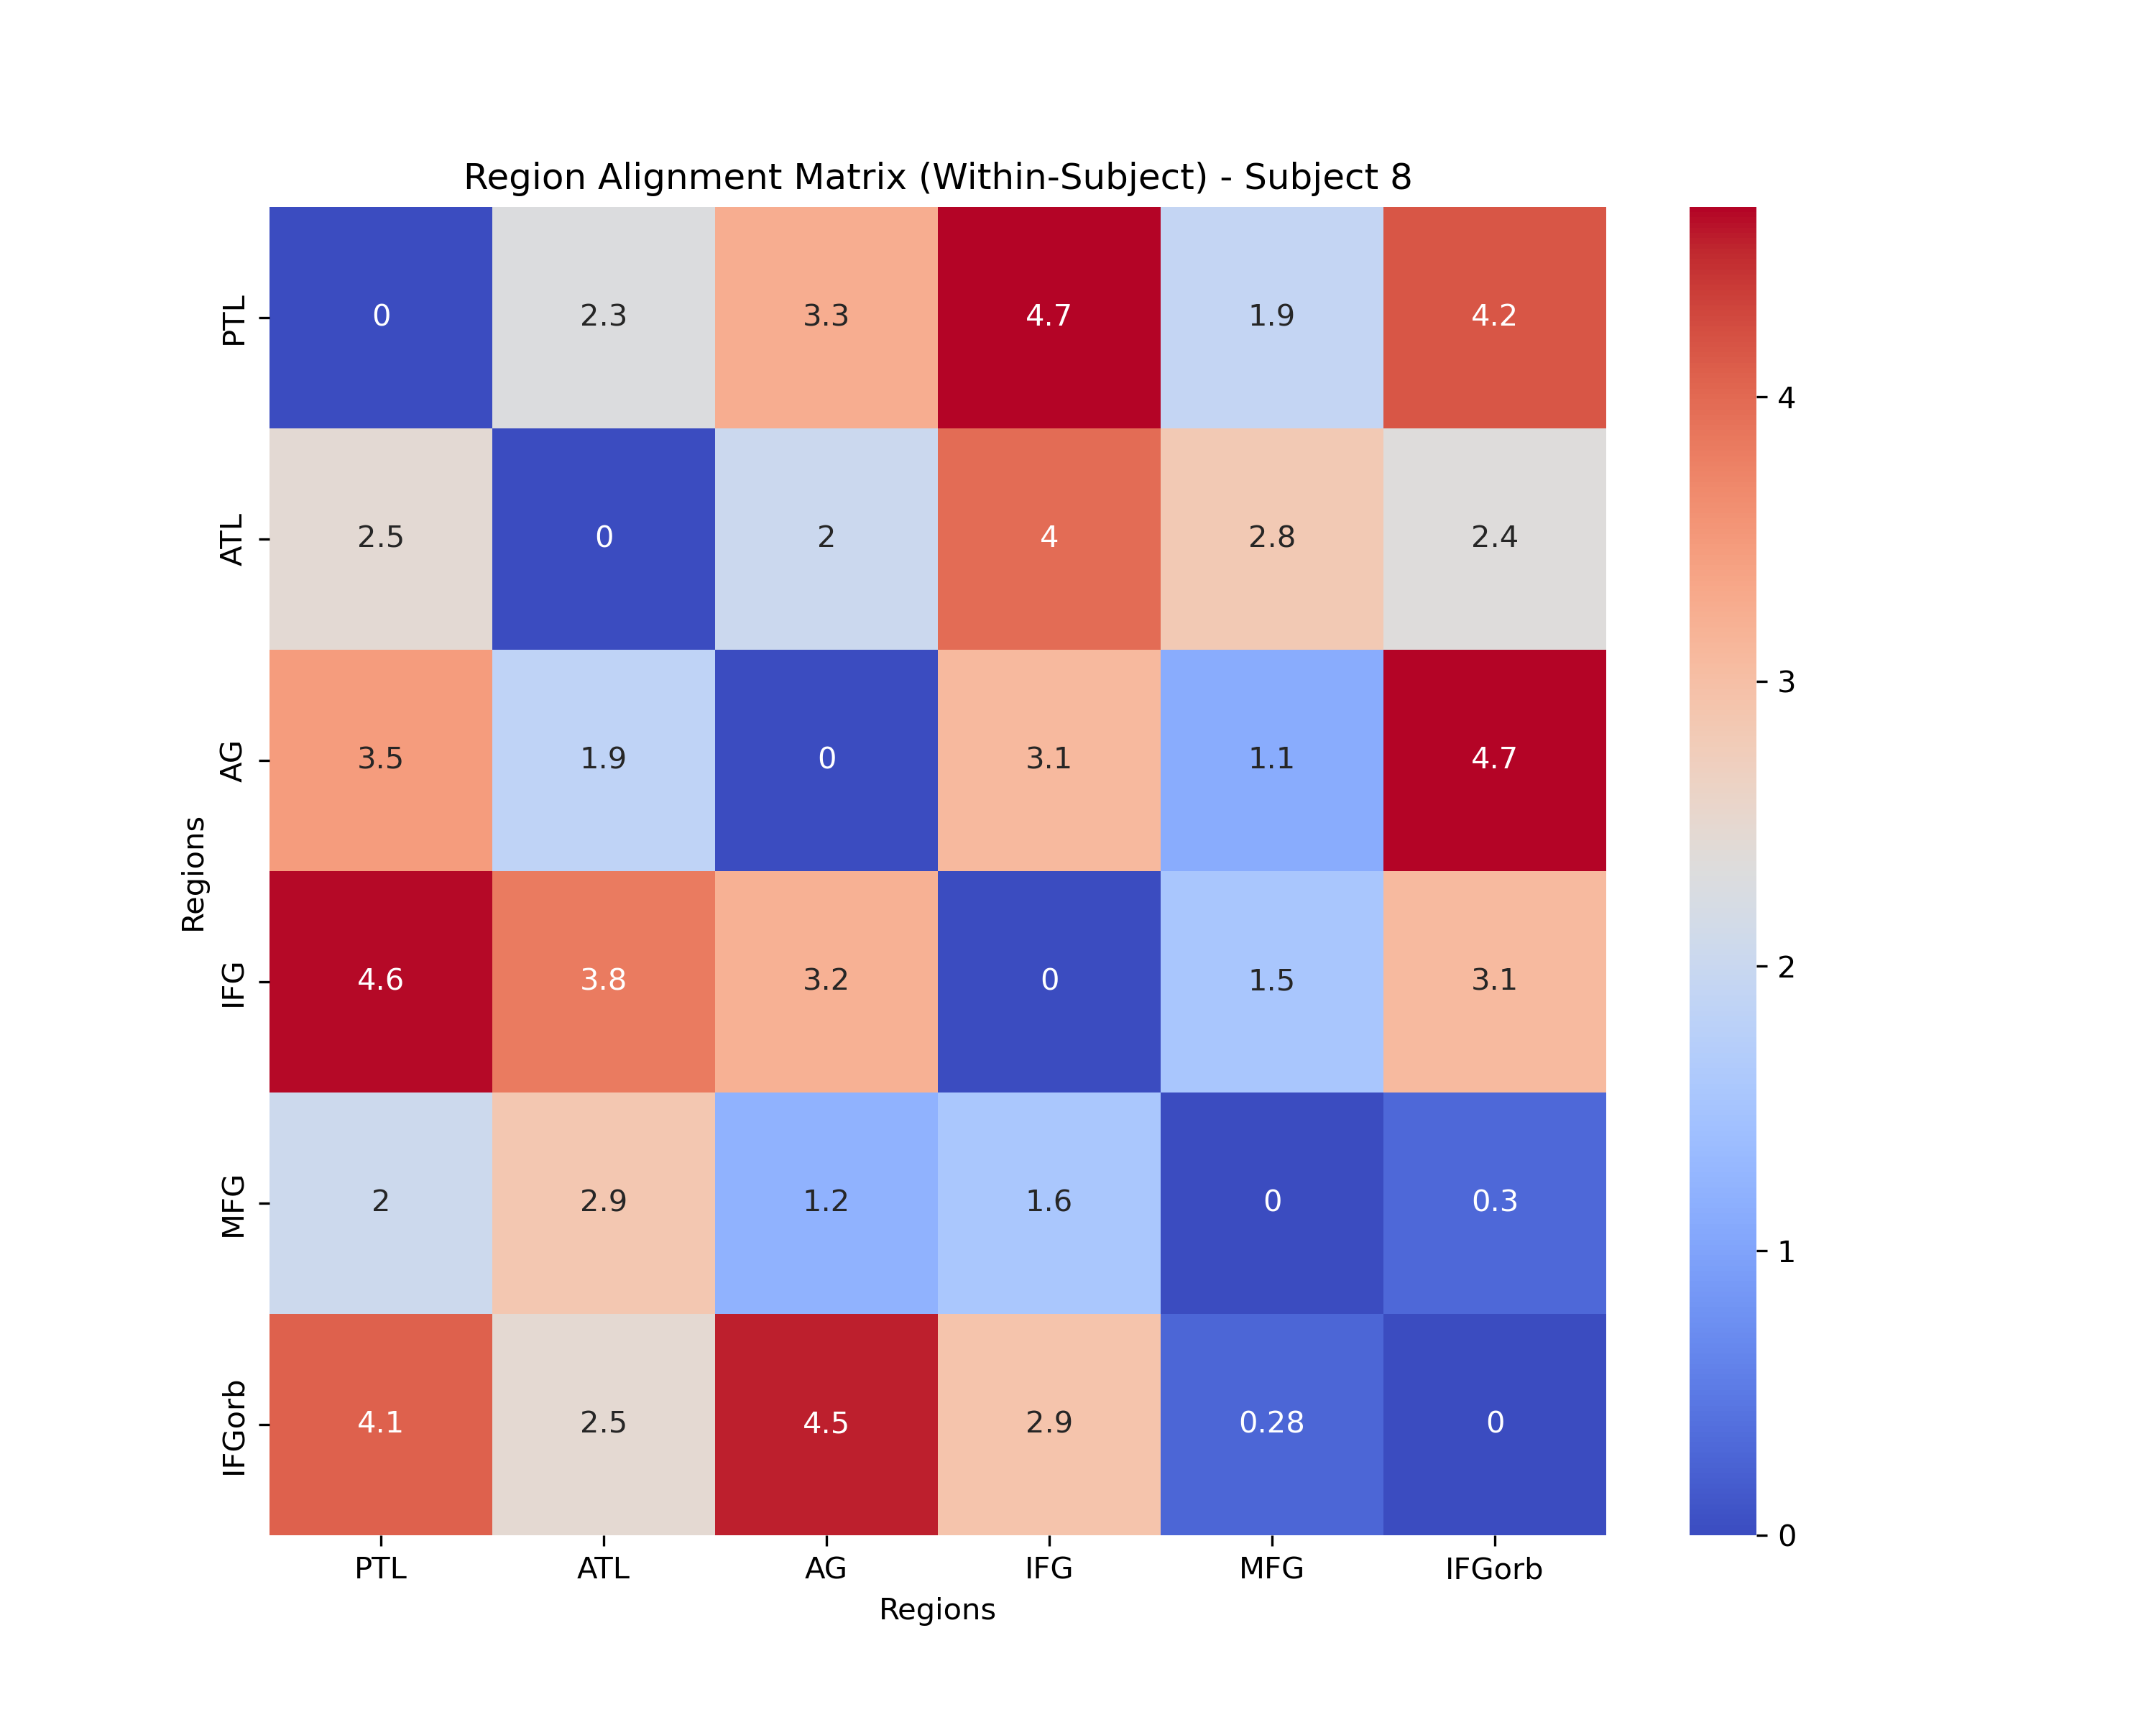 Region Alignment Matrix (Within-Subject) - Subject 8
Regions
PTL 0 2.3 3.3 4.7 1.9 4.2
ATL 2.5 0 2 4 2.8 2.4
AG 3.5 1.9 0 3.1 1.1 4.7
IFG 4.6 3.8 3.2 0 1.5 3.1
MFG 2 2.9 1.2 1.6 0 0.3
IFGorb 4.1 2.5 4.5 2.9 0.28 0
PTL ATL AG IFG MFG IFGorb
Regions
4
3
2
1
0